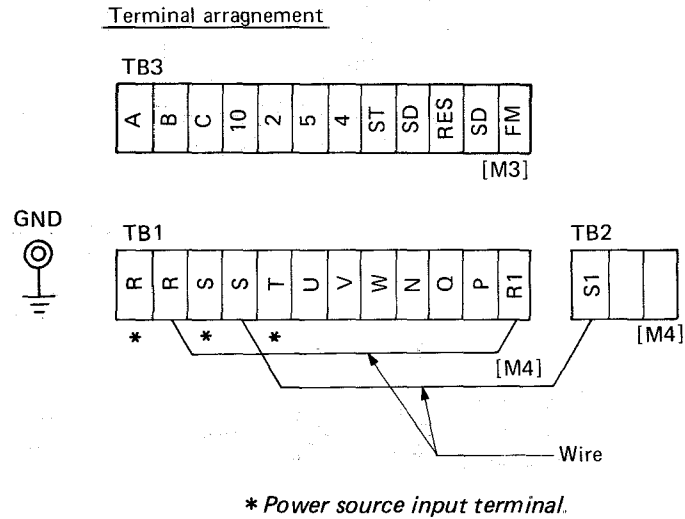 Terminal arragnement
TB3
A B C 10 2 5 4 ST SD RES SD FM
[M3]
GND
TB1
R R S S T U V W N Q P R1
* * *
[M4]
TB2
S1
[M4]
Wire
* Power source input terminal.